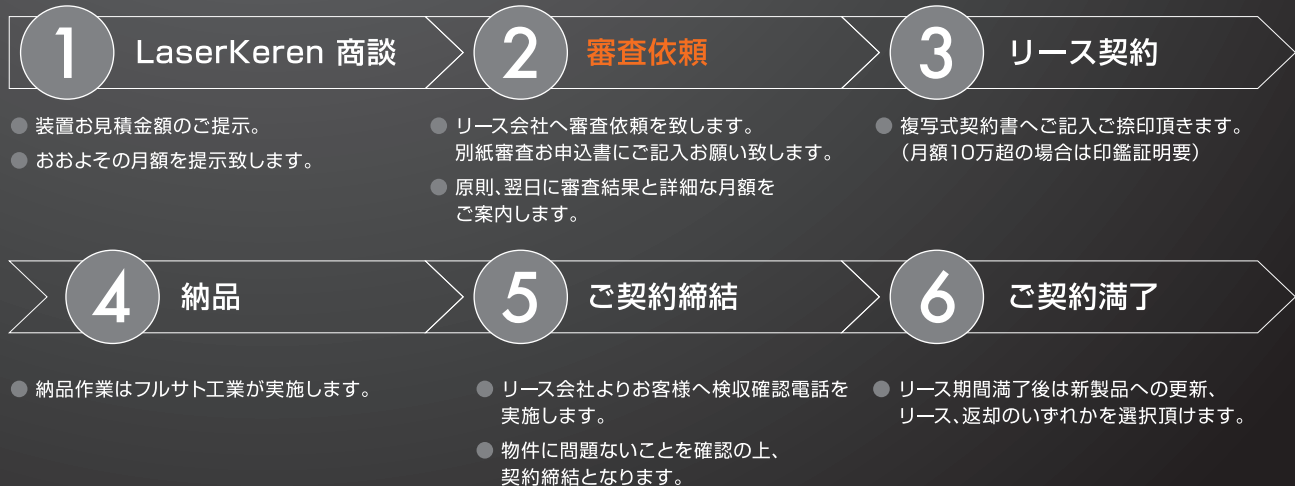 1 LaserKeren 商談
● 装置お見積金額のご提示。
● おおよその月額を提示致します。
2 審査依頼
● リース会社へ審査依頼を致します。
別紙審査お申込書にご記入お願い致します。
● 原則、翌日に審査結果と詳細な月額を
ご案内します。
3 リース契約
● 複写式契約書へご記入ご捺印頂きます。
（月額10万超の場合は印鑑証明要）
4 納品
● 納品作業はフルサト工業が実施します。
5 ご契約締結
● リース会社よりお客様へ検収確認電話を
実施します。
● 物件に問題ないことを確認の上、
契約締結となります。
6 ご契約満了
● リース期間満了後は新製品への更新、
リース、返却のいずれかを選択頂けます。